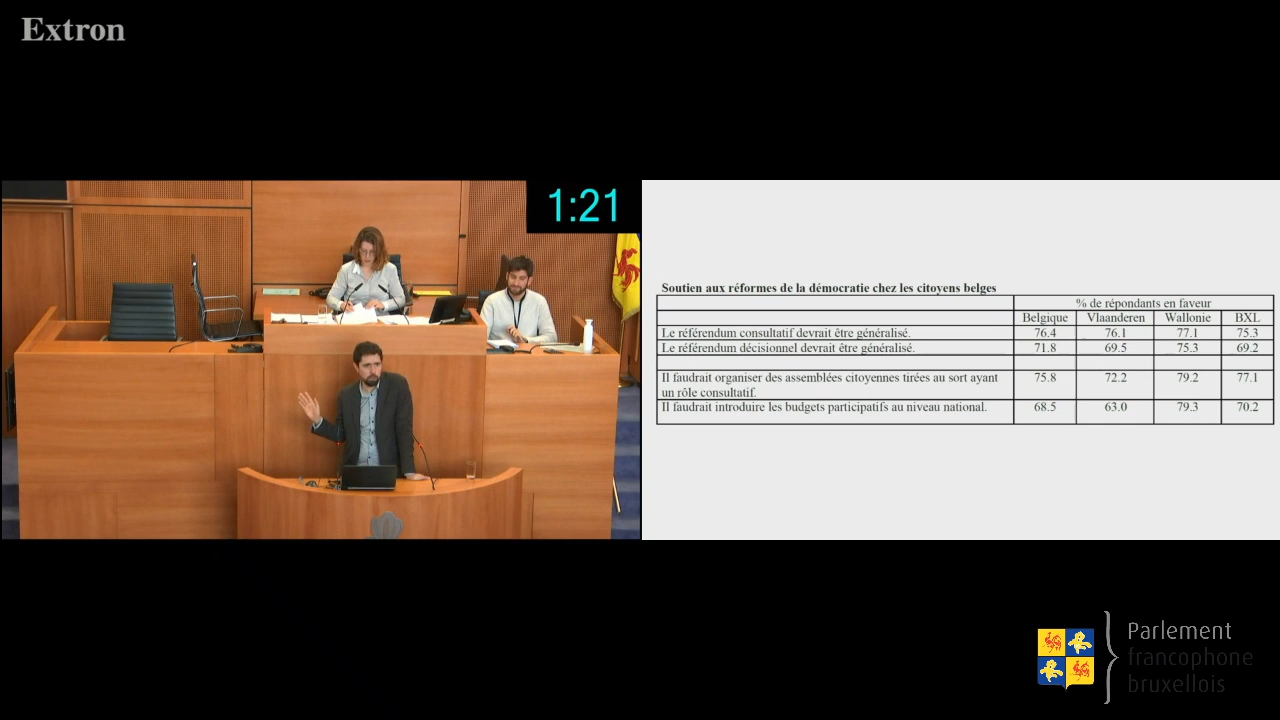 Extron
1:21
Soutien aux réformes de la démocratie chez les citoyens belges
% de répondants en faveur
Belgique Vlaanderen Wallonie BXL
Le référendum consultatif devrait être généralisé. 76.4 76.1 77.1 75.3
Le référendum décisionnel devrait être généralisé. 71.8 69.5 75.3 69.2
Il faudrait organiser des assemblées citoyennes tirées au sort ayant 75.8 72.2 79.2 77.1
un rôle consultatif.
Il faudrait introduire les budgets participatifs au niveau national. 68.5 63.0 79.3 70.2
Parlement
francophone
bruxellois